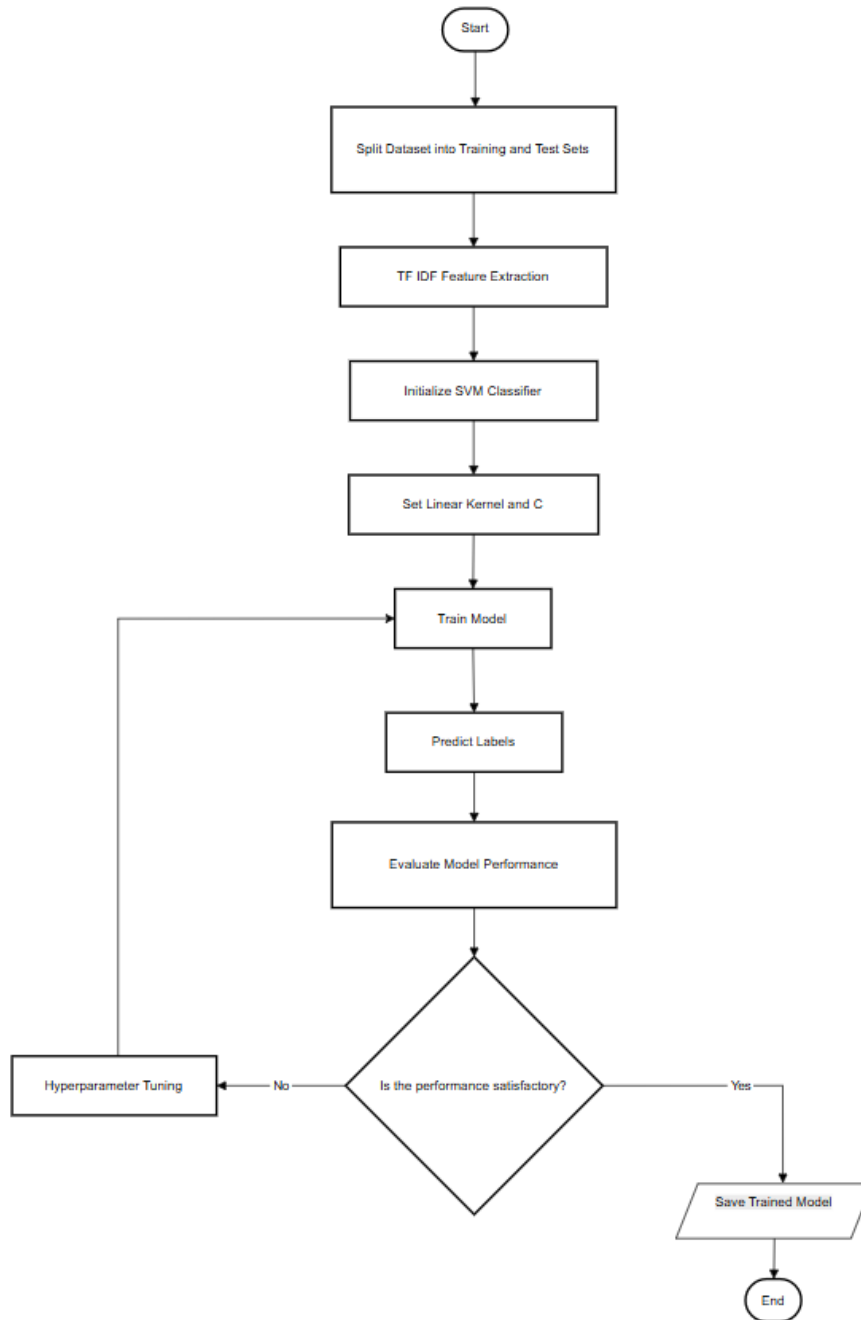 Start
Split Dataset into Training and Test Sets
TF IDF Feature Extraction
Initialize SVM Classifier
Set Linear Kernel and C
Train Model
Predict Labels
Evaluate Model Performance
Is the performance satisfactory?
No
Hyperparameter Tuning
Yes
Save Trained Model
End